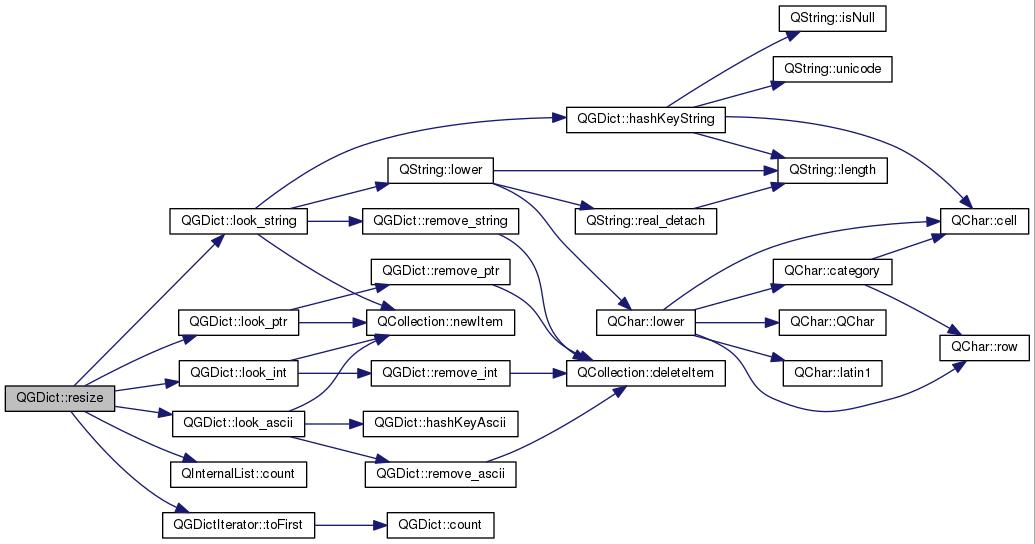 QString::isNull
QString::unicode
QGDict::hashKeyString
QString::lower
QString::length
QGDict::look_string
QGDict::remove_string
QString::real_detach
QChar::cell
QGDict::remove_ptr
QChar::category
QGDict::look_ptr
QCollection::newItem
QChar::lower
QChar::QChar
QChar::row
QGDict::look_int
QGDict::remove_int
QCollection::deleteItem
QChar::latin1
QGDict::resize
QGDict::look_ascii
QGDict::hashKeyAscii
QInternalList::count
QGDict::remove_ascii
QGDictIterator::toFirst
QGDict::count